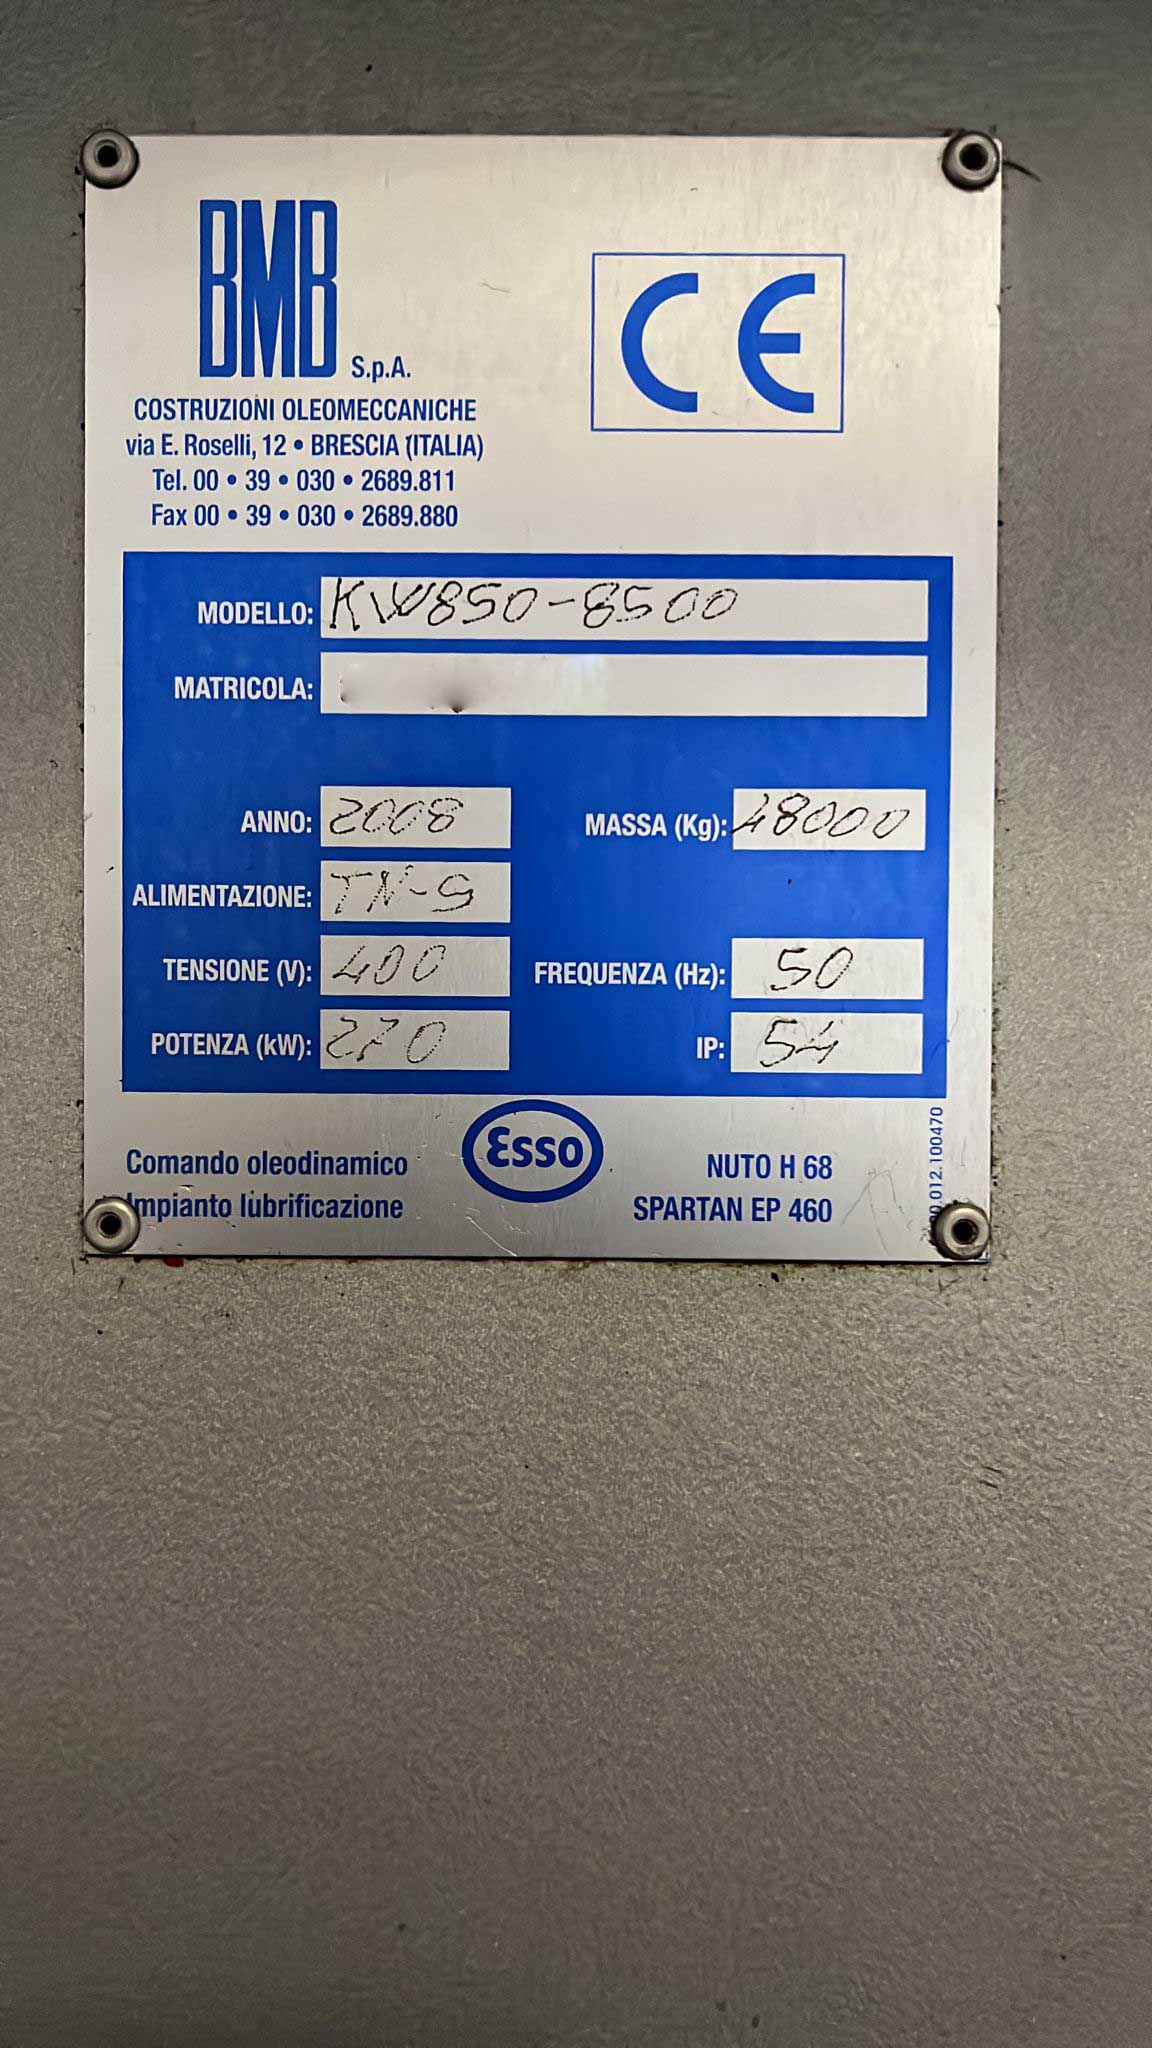 BMB S.p.A.
CE
COSTRUZIONI OLEOMECCANICHE
via E. Roselli, 12 • BRESCIA (ITALIA)
Tel. 00 • 39 • 030 • 2689.811
Fax 00 • 39 • 030 • 2689.880
MODELLO: KW850-8500
MATRICOLA:
ANNO: 2008 MASSA (Kg): 48000
ALIMENTAZIONE: TN-S
TENSIONE (V): 400 FREQUENZA (Hz): 50
POTENZA (kW): 270 IP: 54
Comando oleodinamico Esso NUTO H 68
Impianto lubrificazione SPARTAN EP 460
012.100470